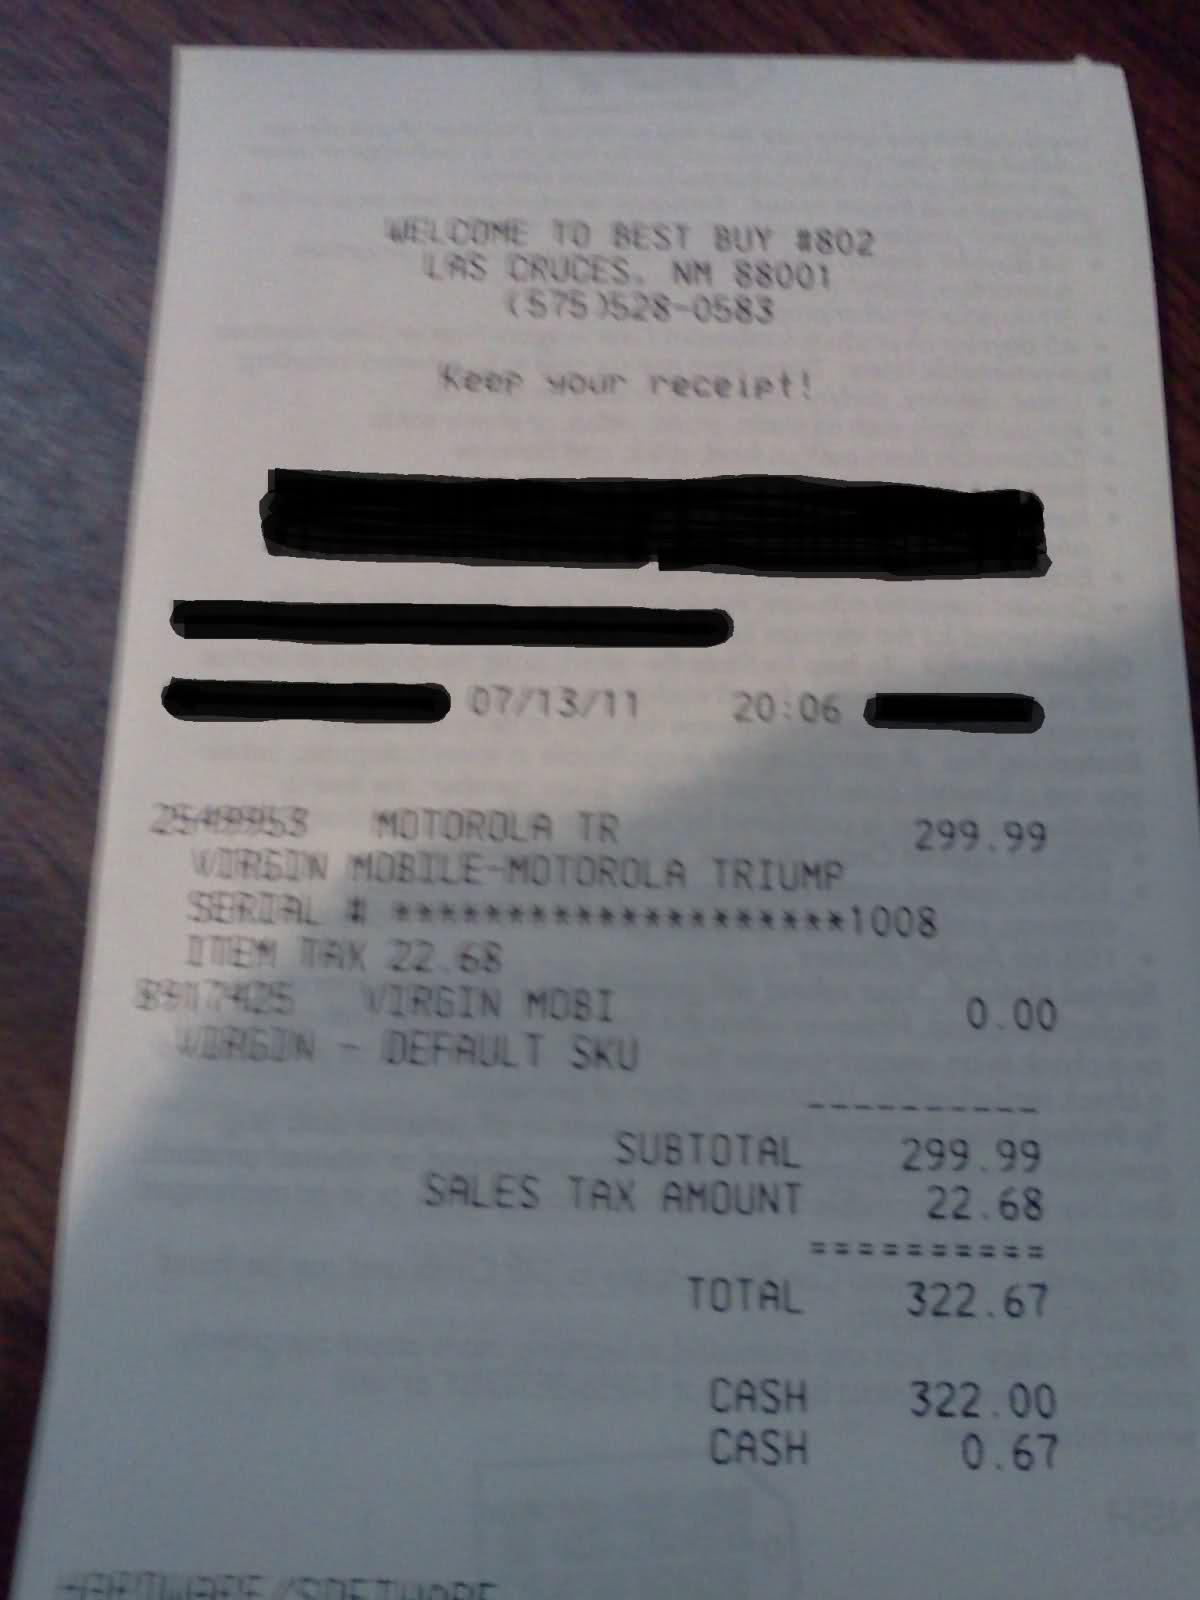 WELCOME TO BEST BUY #802
LAS CRUCES, NM 88001
(575)528-0583
Keep your receipt!
07/13/11 20:06
MOTOROLA TR 299.99
VIRGIN MOBILE-MOTOROLA TRIUMP
SERIAL # ********************1008
ITEM TAX 22.68
VIRGIN MOBI 0.00
VIRGIN - DEFAULT SKU
----------
SUBTOTAL 299.99
SALES TAX AMOUNT 22.68
==========
TOTAL 322.67
CASH 322.00
CASH 0.67
HARDWARE/SOFTWARE